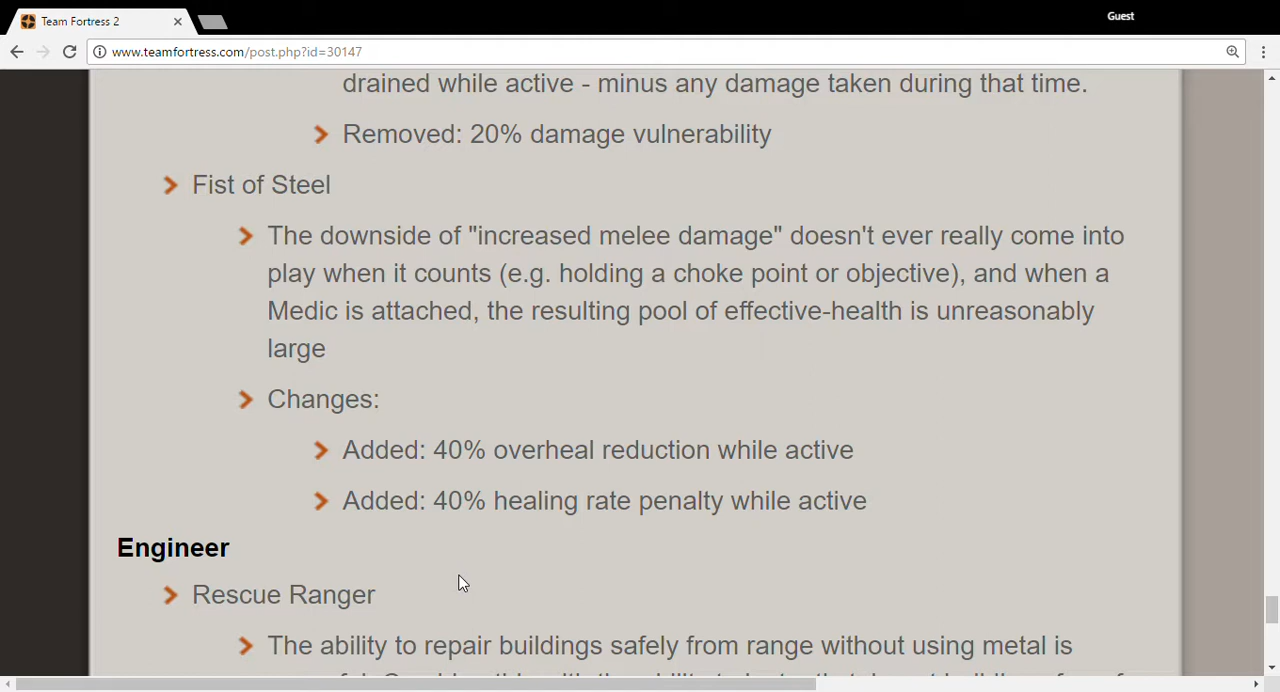 Team Fortress 2
Guest
www.teamfortress.com/post.php?id=30147
drained while active - minus any damage taken during that time.
Removed: 20% damage vulnerability
Fist of Steel
The downside of "increased melee damage" doesn't ever really come into
play when it counts (e.g. holding a choke point or objective), and when a
Medic is attached, the resulting pool of effective-health is unreasonably
large
Changes:
Added: 40% overheal reduction while active
Added: 40% healing rate penalty while active
Engineer
Rescue Ranger
The ability to repair buildings safely from range without using metal is